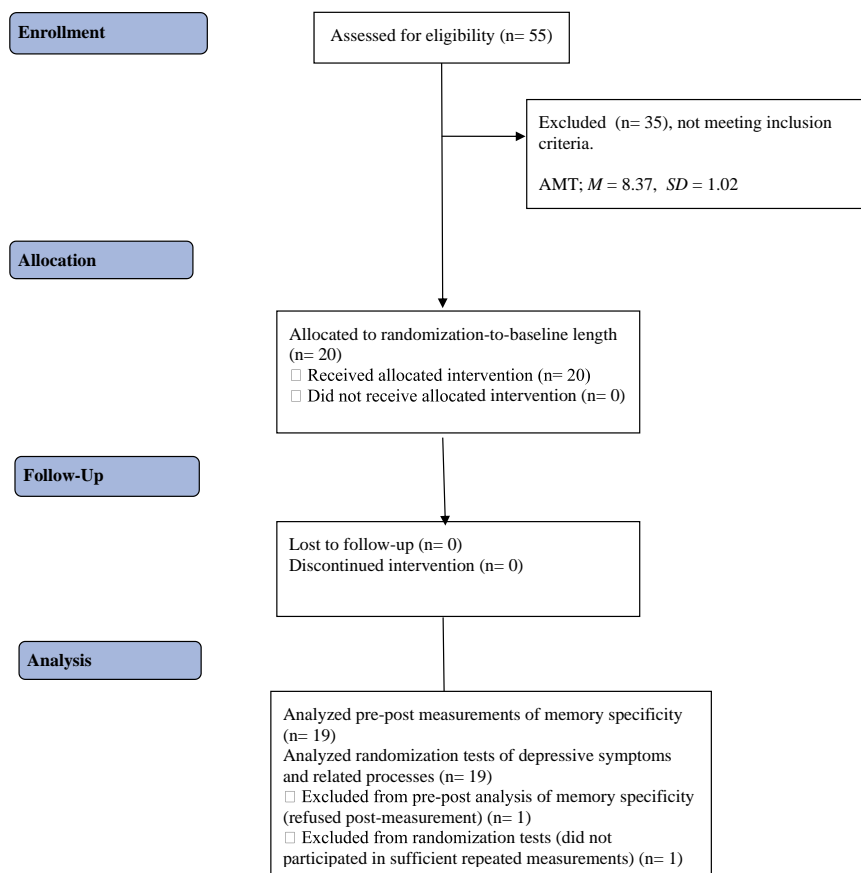 Enrollment
Assessed for eligibility (n= 55)
Excluded (n= 35), not meeting inclusion
criteria.
AMT; M = 8.37, SD = 1.02
Allocation
Allocated to randomization-to-baseline length
(n= 20)
□ Received allocated intervention (n= 20)
□ Did not receive allocated intervention (n= 0)
Follow-Up
Lost to follow-up (n= 0)
Discontinued intervention (n= 0)
Analysis
Analyzed pre-post measurements of memory specificity
(n= 19)
Analyzed randomization tests of depressive symptoms
and related processes (n= 19)
□ Excluded from pre-post analysis of memory specificity
(refused post-measurement) (n= 1)
□ Excluded from randomization tests (did not
participated in sufficient repeated measurements) (n= 1)